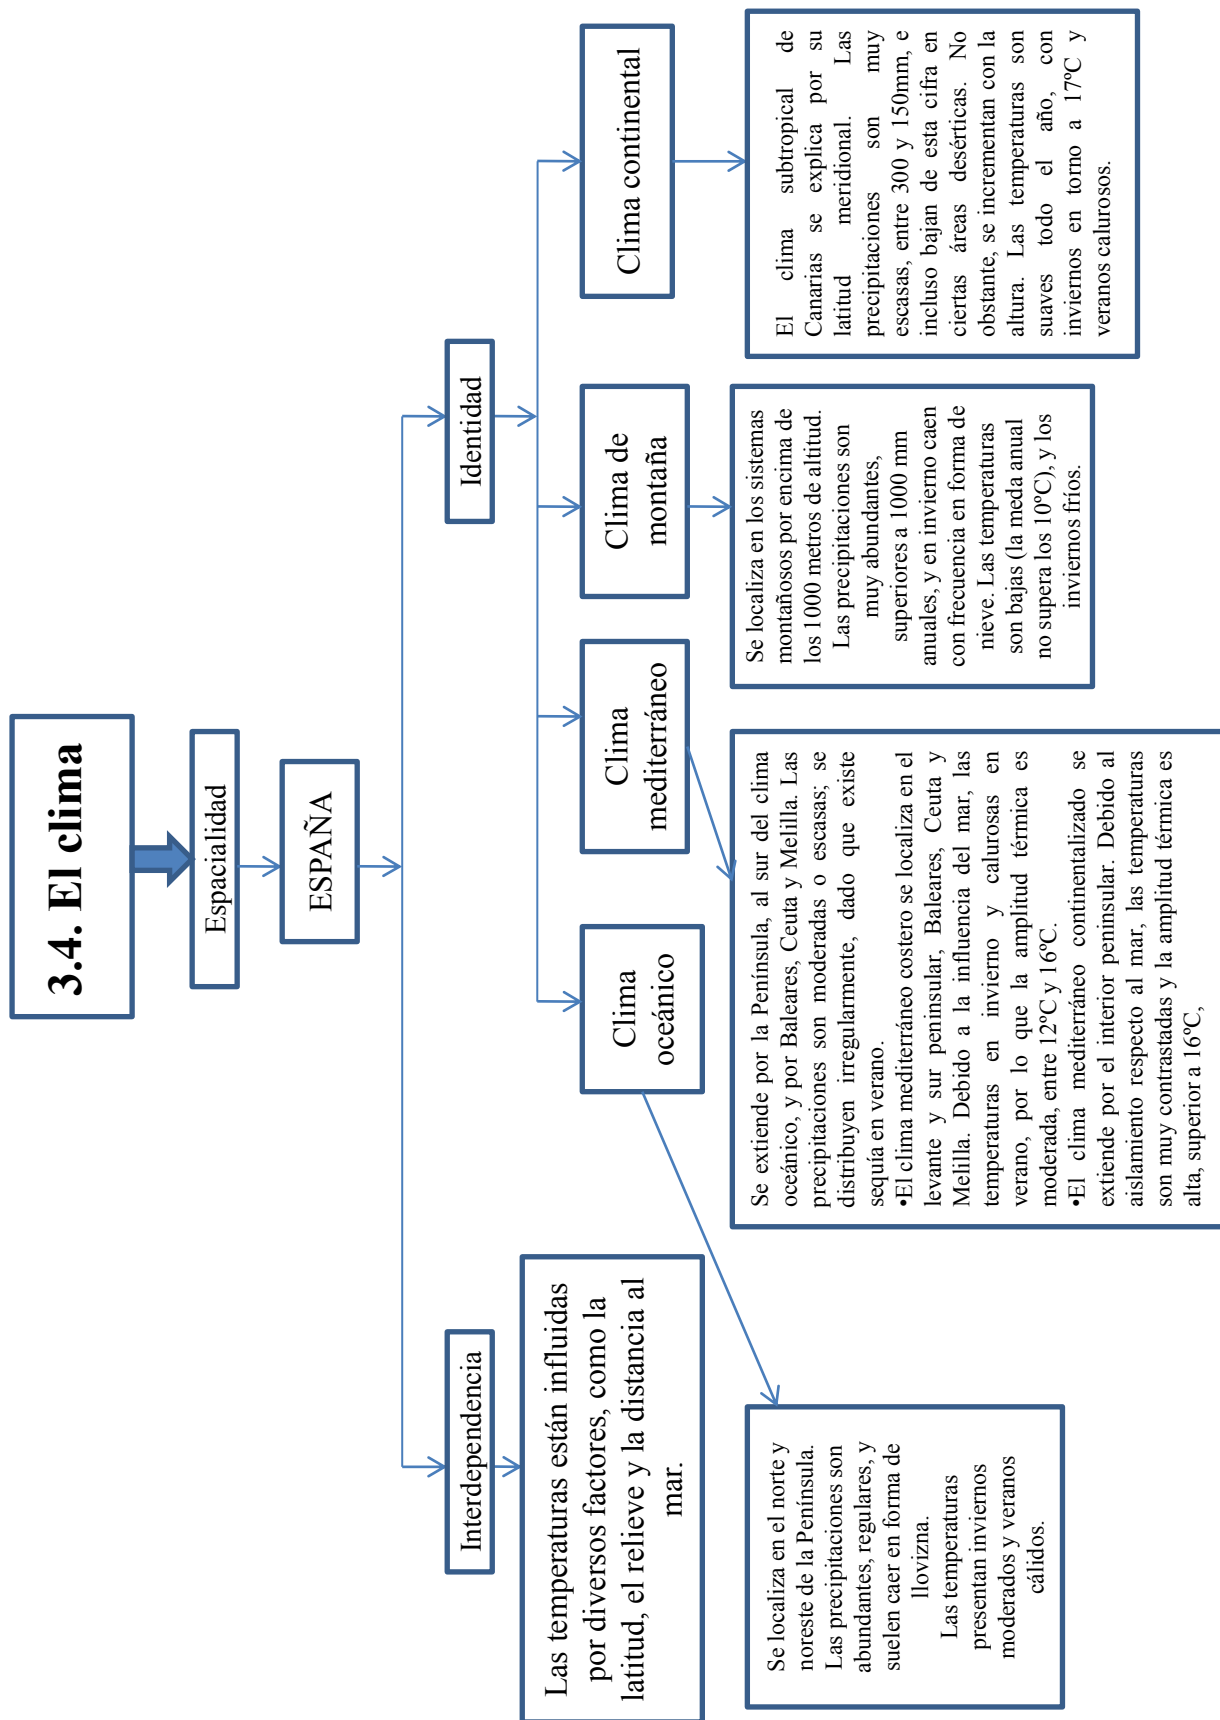 3.4. El clima
Espacialidad
ESPAÑA
Interdependencia
Identidad
Las temperaturas están influidas
por diversos factores, como la
latitud, el relieve y la distancia al
mar.
Clima
oceánico
Clima
mediterráneo
Clima de
montaña
Clima continental
Se localiza en el norte y
noreste de la Península.
Las precipitaciones son
abundantes, regulares, y
suelen caer en forma de
llovizna.
Las temperaturas
presentan inviernos
moderados y veranos
cálidos.
Se extiende por la Península, al sur del clima
oceánico, y por Baleares, Ceuta y Melilla. Las
precipitaciones son moderadas o escasas; se
distribuyen irregularmente, dado que existe
sequía en verano.
•El clima mediterráneo costero se localiza en el
levante y sur peninsular, Baleares, Ceuta y
Melilla. Debido a la influencia del mar, las
temperaturas en invierno y calurosas en
verano, por lo que la amplitud térmica es
moderada, entre 12ºC y 16ºC.
•El clima mediterráneo continentalizado se
extiende por el interior peninsular. Debido al
aislamiento respecto al mar, las temperaturas
son muy contrastadas y la amplitud térmica es
alta, superior a 16ºC,
Se localiza en los sistemas
montañosos por encima de
los 1000 metros de altitud.
Las precipitaciones son
muy abundantes,
superiores a 1000 mm
anuales, y en invierno caen
con frecuencia en forma de
nieve. Las temperaturas
son bajas (la meda anual
no supera los 10ºC), y los
inviernos fríos.
El clima subtropical de
Canarias se explica por su
latitud meridional. Las
precipitaciones son muy
escasas, entre 300 y 150mm, e
incluso bajan de esta cifra en
ciertas áreas desérticas. No
obstante, se incrementan con la
altura. Las temperaturas son
suaves todo el año, con
inviernos en torno a 17ºC y
veranos calurosos.